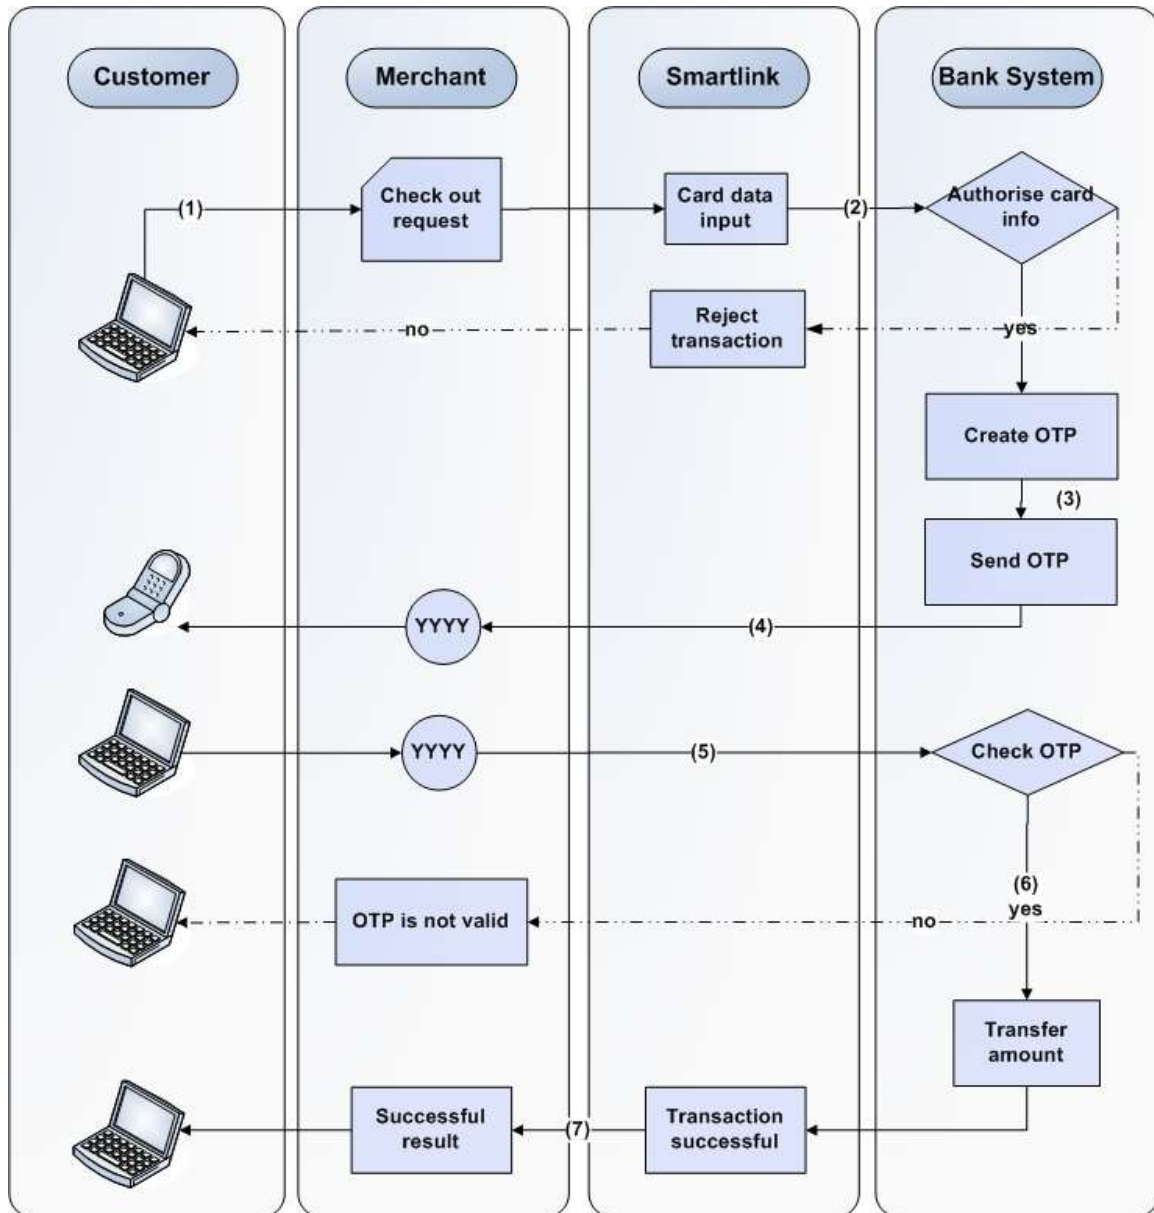 Customer
Merchant
Smartlink
Bank System
(1)
Check out
request
Card data
input
(2)
Authorise card
info
no
Reject
transaction
yes
Create OTP
(3)
Send OTP
YYYY
(4)
YYYY
(5)
Check OTP
(6)
yes
OTP is not valid
no
Transfer
amount
Successful
result
(7)
Transaction
successful